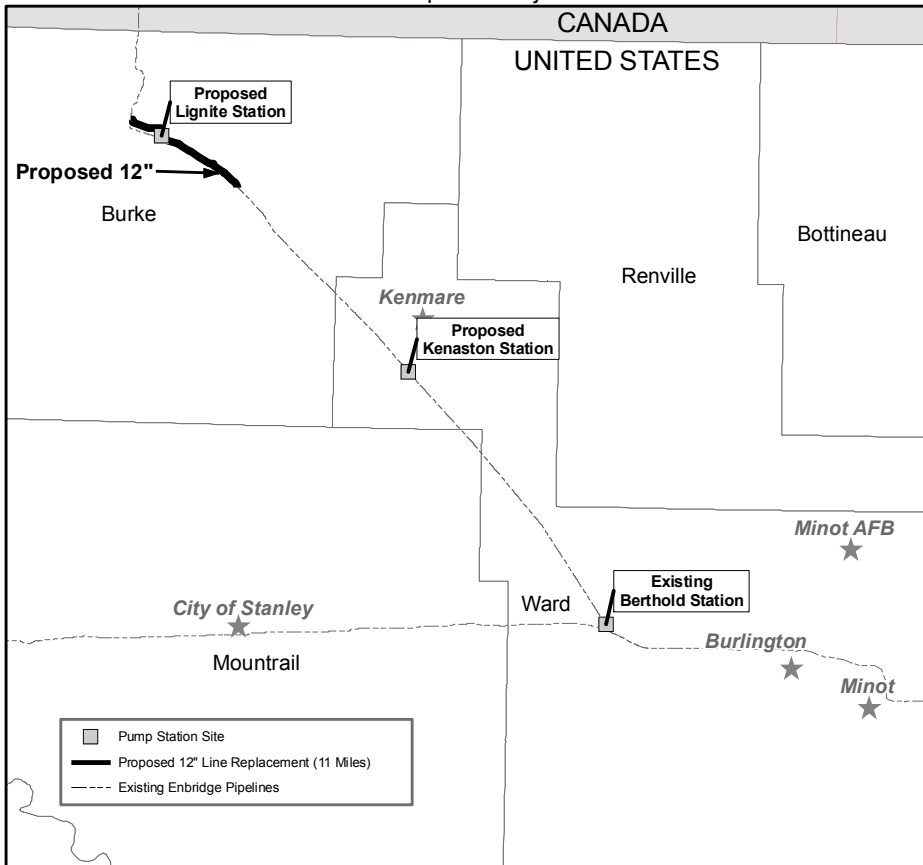 CANADA
UNITED STATES
Proposed
Lignite Station
Proposed 12"
Burke
Bottineau
Renville
Kenmare
Proposed
Kenaston Station
Minot AFB
Existing
Berthold Station
City of Stanley
Ward
Burlington
Mountrail
Minot
Pump Station Site
Proposed 12" Line Replacement (11 Miles)
Existing Enbridge Pipelines